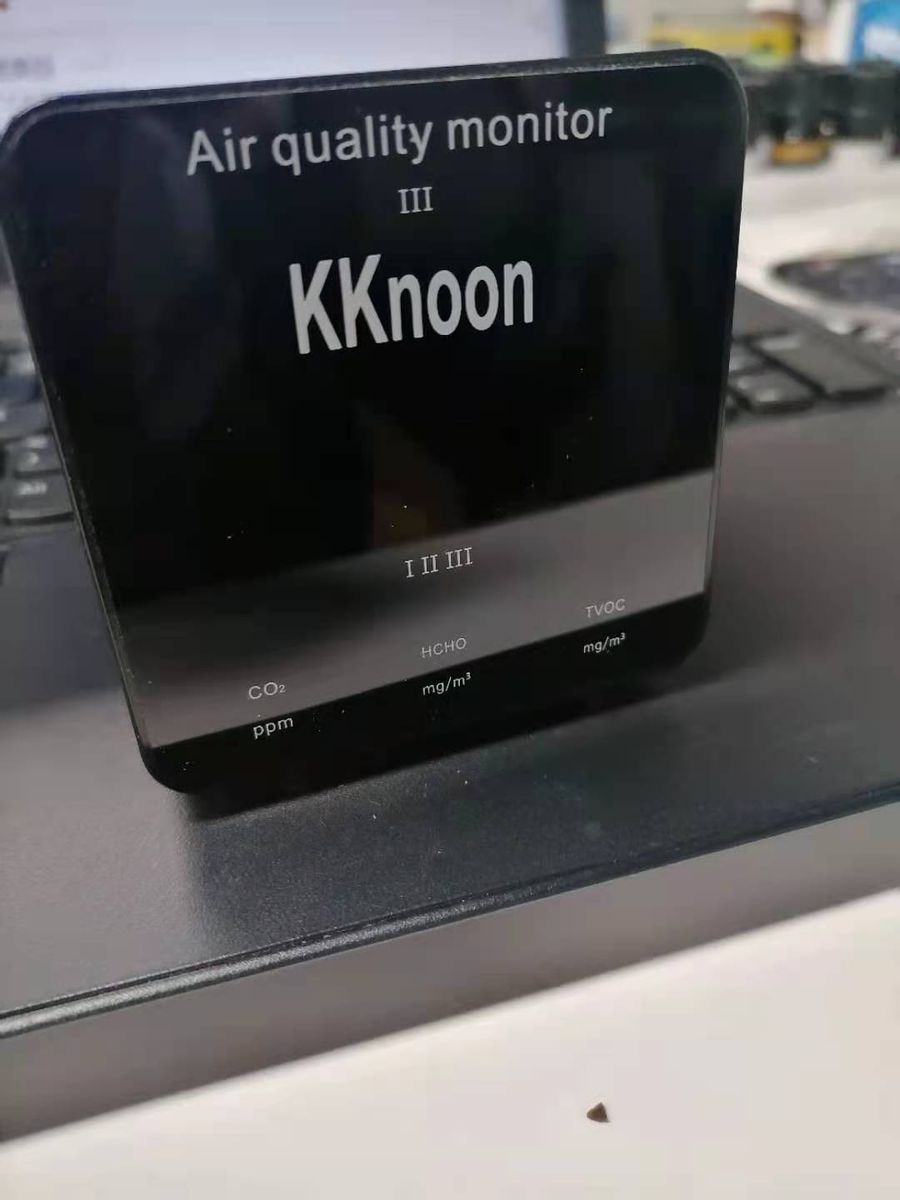 Air quality monitor
III
KKnoon
I II III
CO₂ HCHO TVOC
ppm mg/m³ mg/m³